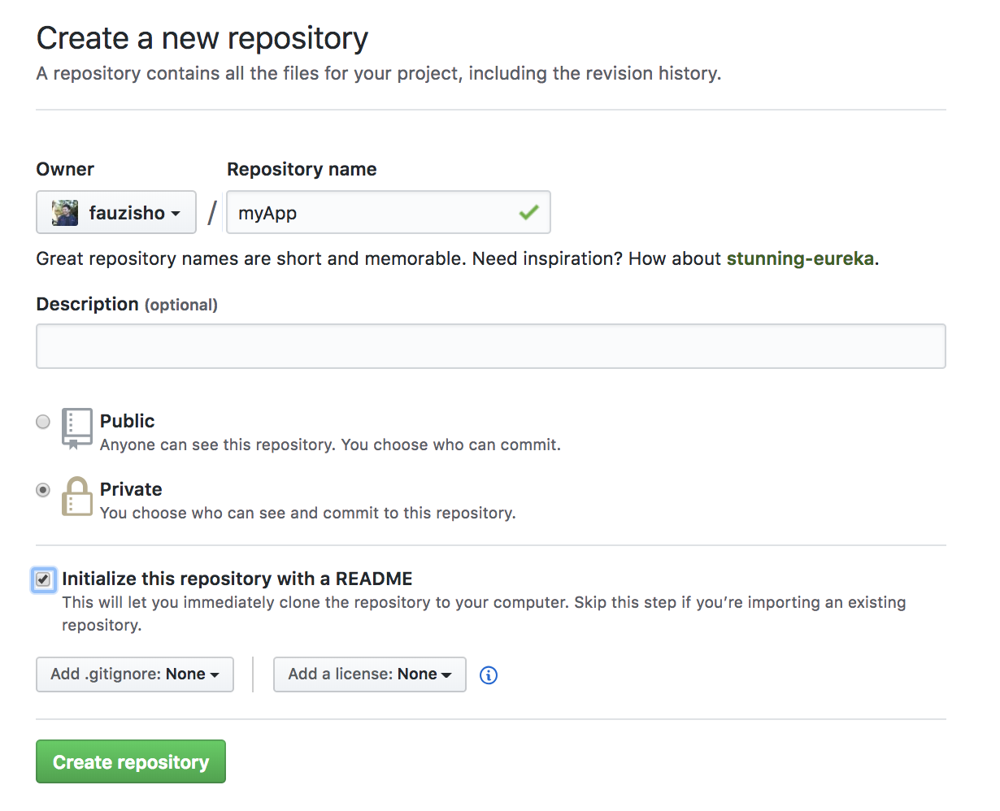 Create a new repository
A repository contains all the files for your project, including the revision history.
Owner
Repository name
fauzisho / myApp
Great repository names are short and memorable. Need inspiration? How about stunning-eureka.
Description (optional)
Public
Anyone can see this repository. You choose who can commit.
Private
You choose who can see and commit to this repository.
Initialize this repository with a README
This will let you immediately clone the repository to your computer. Skip this step if you’re importing an existing
repository.
Add .gitignore: None
Add a license: None
Create repository